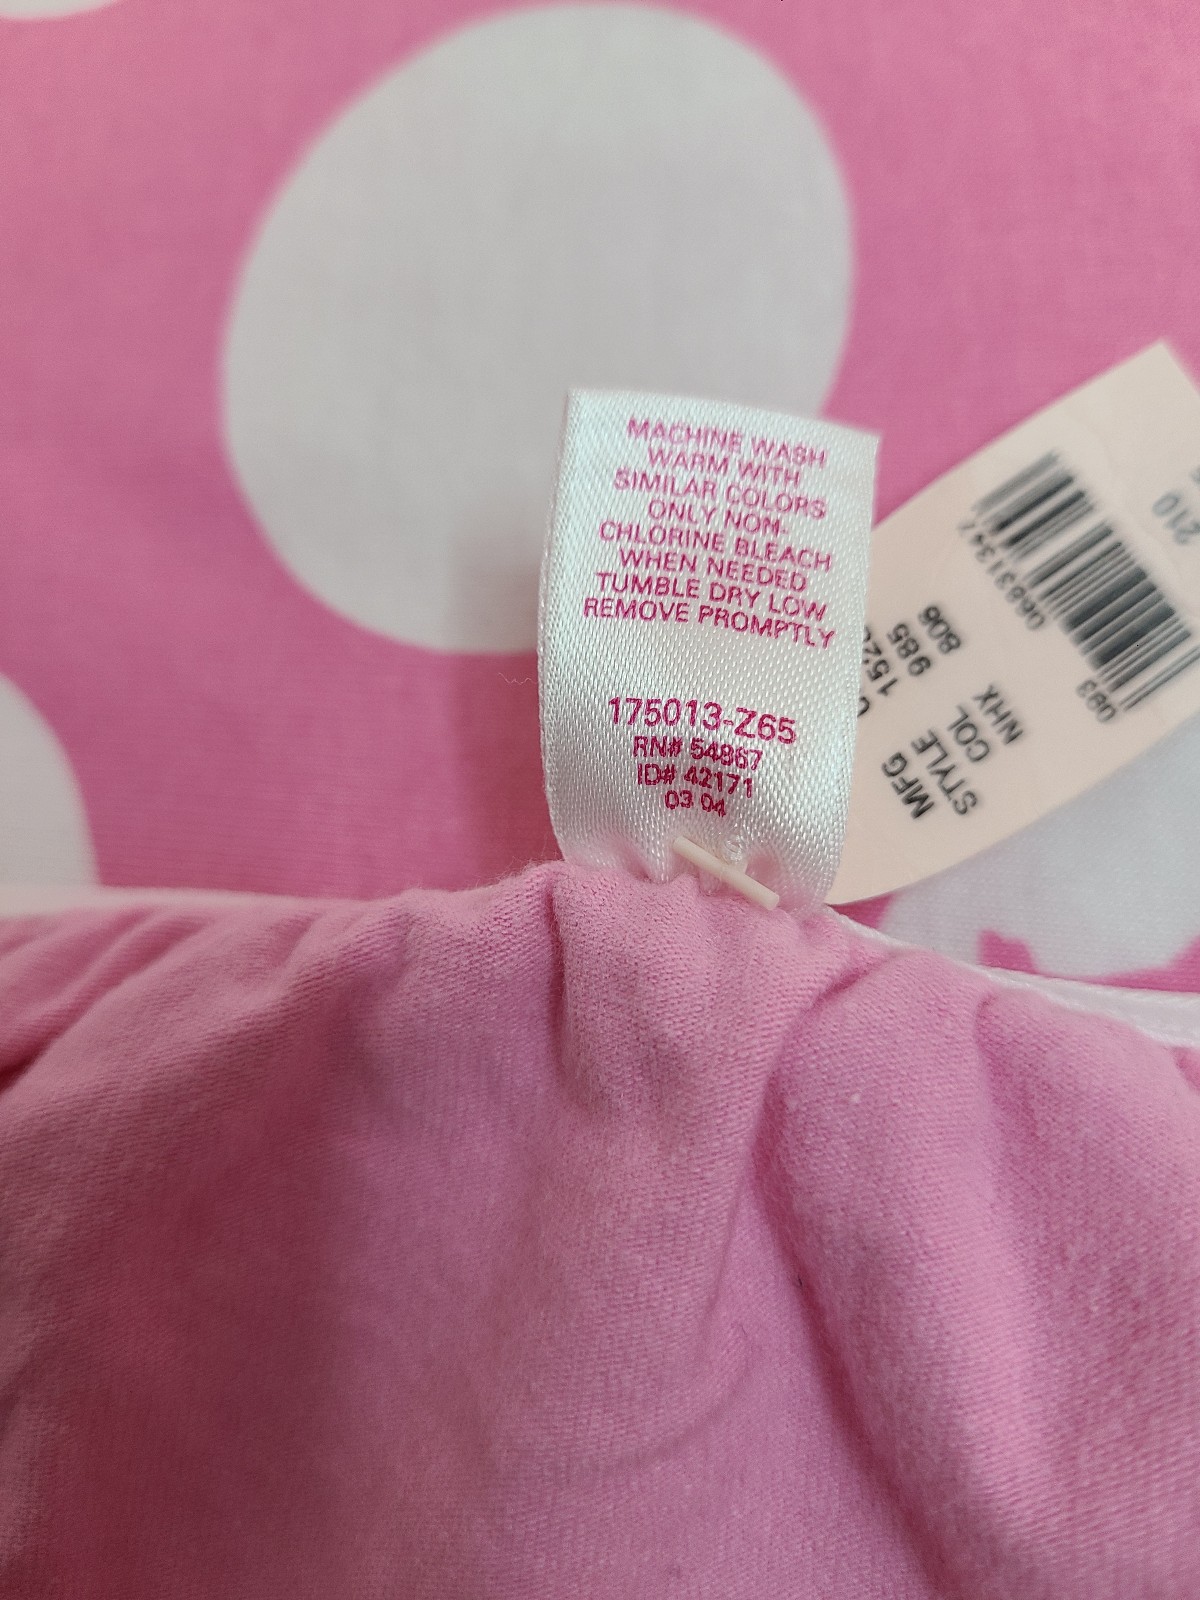 MACHINE WASH
WARM WITH
SIMILAR COLORS
ONLY NON-
CHLORINE BLEACH
WHEN NEEDED
TUMBLE DRY LOW
REMOVE PROMPTLY
175013-Z65
RN# 54867
ID# 42171
03 04
MFG
STYLE 985
COL 806
NHX
093
210